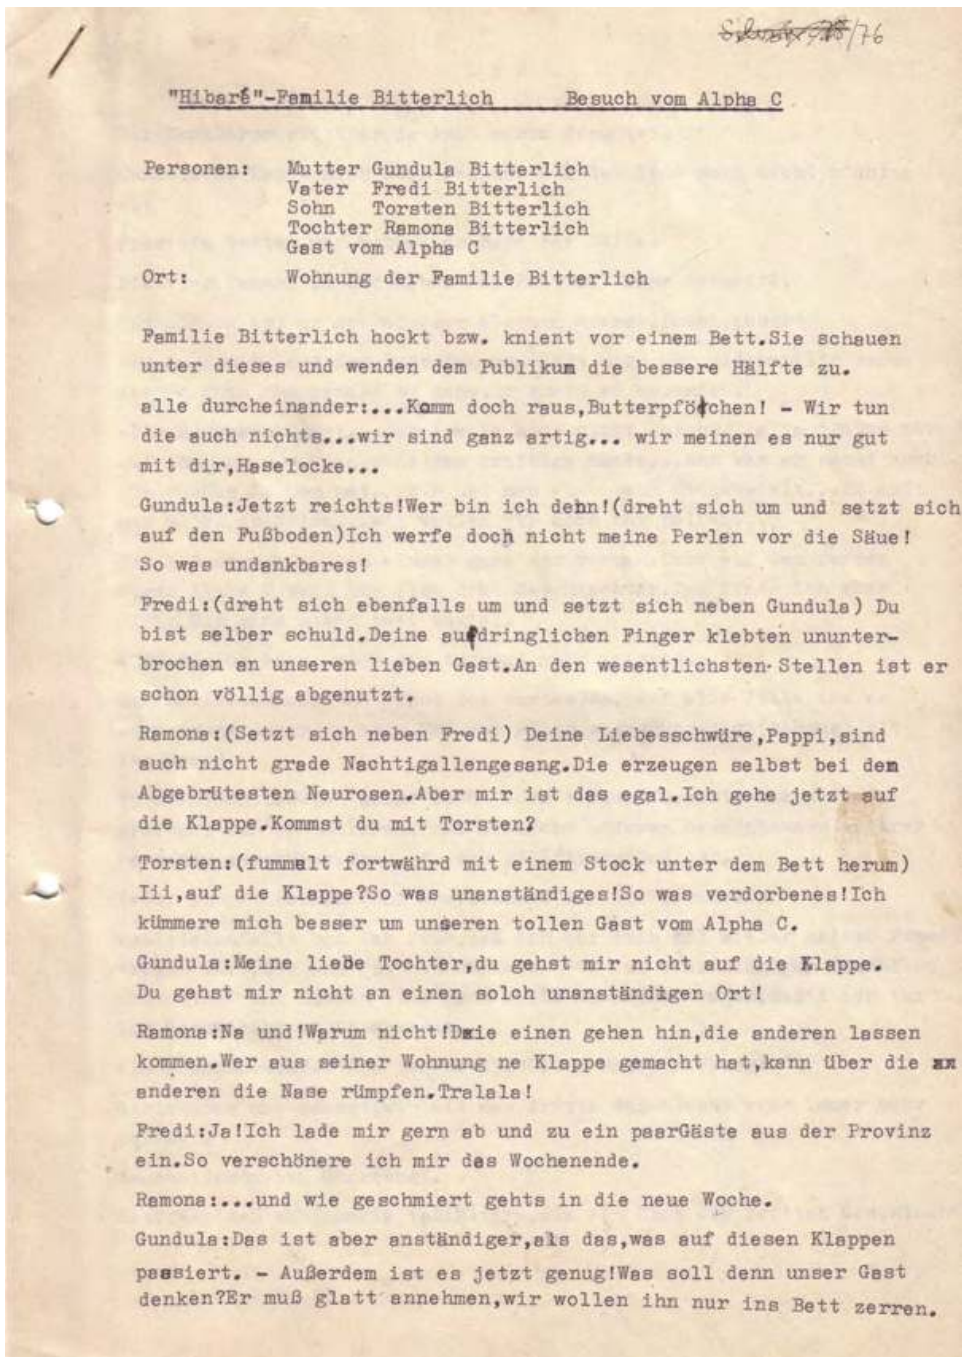 /76
"Hibaré"-Familie Bitterlich Besuch vom Alpha C
Personen: Mutter Gundula Bitterlich
Vater Fredi Bitterlich
Sohn Torsten Bitterlich
Tochter Ramona Bitterlich
Gast vom Alpha C
Ort: Wohnung der Familie Bitterlich
Familie Bitterlich hockt bzw. knient vor einem Bett.Sie schauen
unter dieses und wenden dem Publikum die bessere Hälfte zu.
alle durcheinander:...Komm doch raus,Butterpfötchen! - Wir tun
die auch nichts...wir sind ganz artig... wir meinen es nur gut
mit dir,Haselocke...
Gundula:Jetzt reichts!Wer bin ich denn!(dreht sich um und setzt sich
auf den Fußboden)Ich werfe doch nicht meine Perlen vor die Säue!
So was undankbares!
Fredi:(dreht sich ebenfalls um und setzt sich neben Gundula) Du
bist selber schuld.Deine aufdringlichen Finger klebten ununter-
brochen an unseren lieben Gast.An den wesentlichsten Stellen ist er
schon völlig abgenutzt.
Ramona:(Setzt sich neben Fredi) Deine Liebesschwüre,Pappi,sind
auch nicht grade Nachtigallengesang.Die erzeugen selbst bei dem
Abgebrütesten Neurosen.Aber mir ist das egal.Ich gehe jetzt auf
die Klappe.Kommst du mit Torsten?
Torsten:(fummelt fortwährd mit einem Stock unter dem Bett herum)
Iii,auf die Klappe?So was unanständiges!So was verdorbenes!Ich
kümmere mich besser um unseren tollen Gast vom Alpha C.
Gundula:Meine liebe Tochter,du gehst mir nicht auf die Klappe.
Du gehst mir nicht an einen solch unanständigen Ort!
Ramona:Na und!Warum nicht!Die einen gehen hin,die anderen lassen
kommen.Wer aus seiner Wohnung ne Klappe gemacht hat,kann über die
anderen die Nase rümpfen.Tralala!
Fredi:Ja!Ich lade mir gern ab und zu ein paarGäste aus der Provinz
ein.So verschönere ich mir das Wochenende.
Ramona:...und wie geschmiert gehts in die neue Woche.
Gundula:Das ist aber anständiger,als das,was auf diesen Klappen
passiert. - Außerdem ist es jetzt genug!Was soll denn unser Gast
denken?Er muß glatt annehmen,wir wollen ihn nur ins Bett zerren.